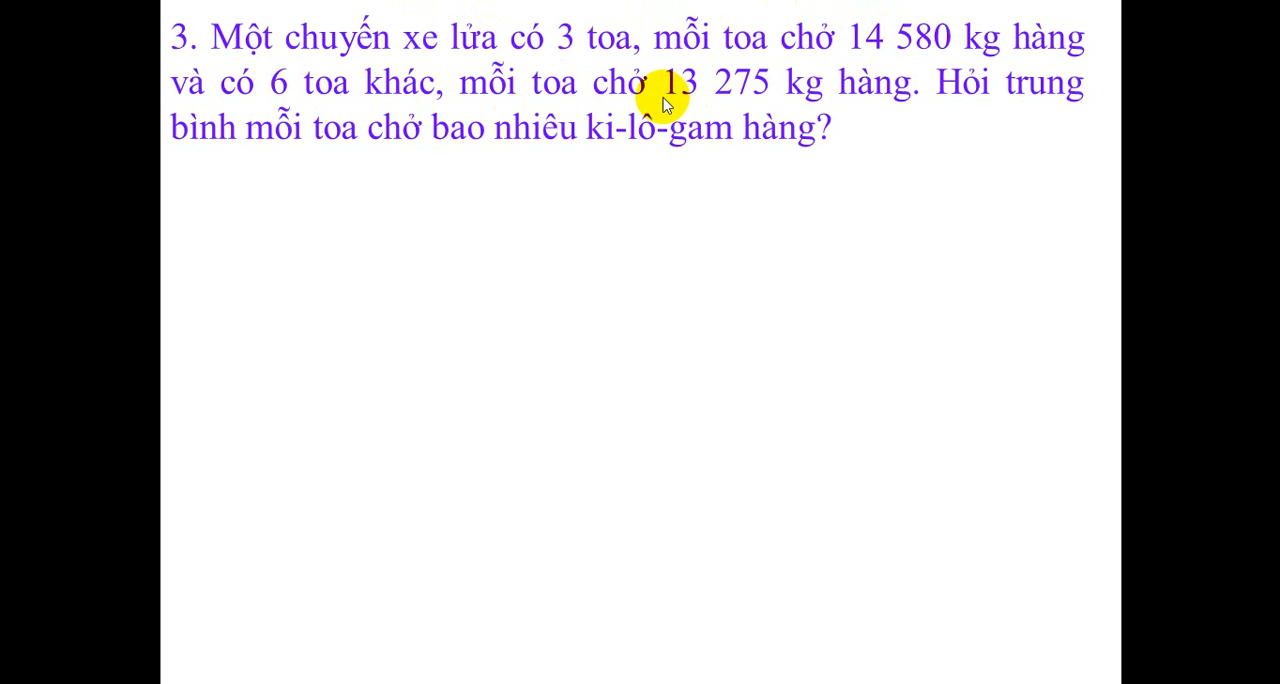 3. Một chuyến xe lửa có 3 toa, mỗi toa chở 14 580 kg hàng
và có 6 toa khác, mỗi toa chở 13 275 kg hàng. Hỏi trung
bình mỗi toa chở bao nhiêu ki-lô-gam hàng?